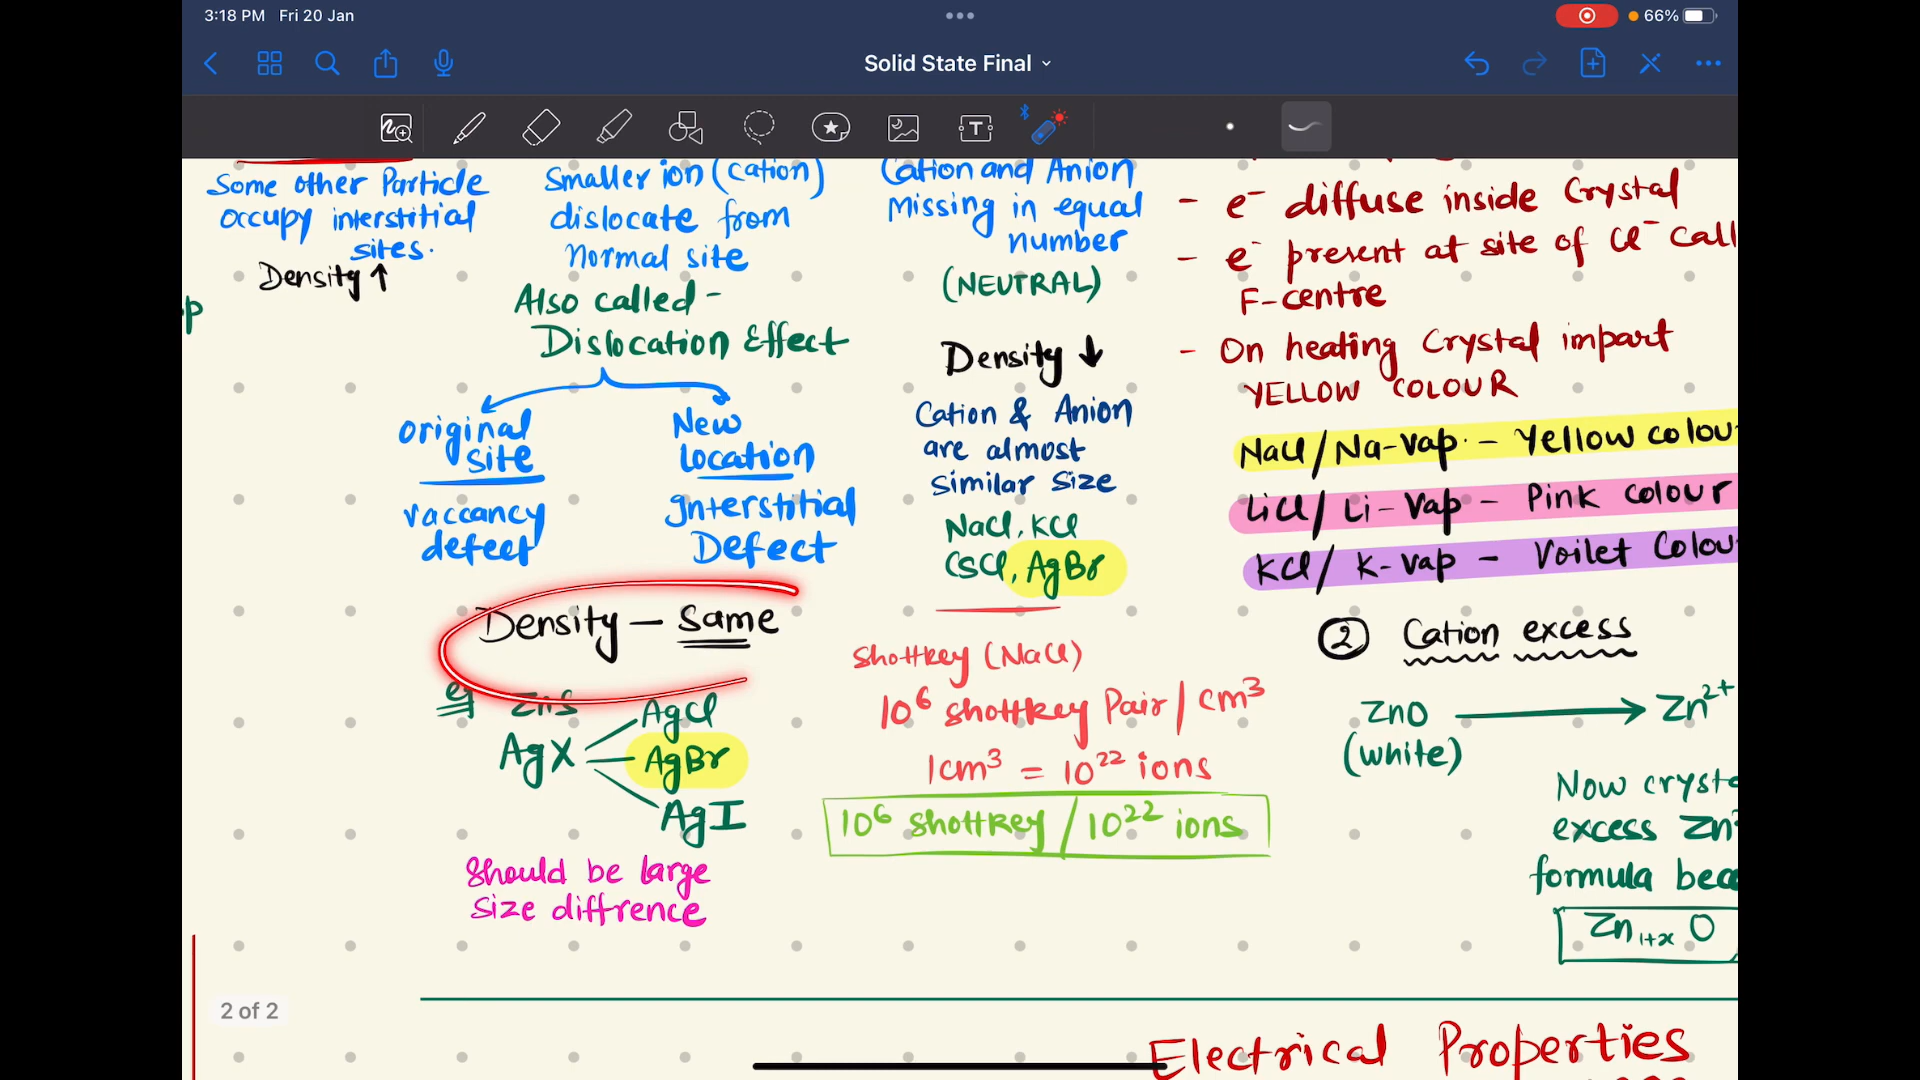 3:18 PM Fri 20 Jan
66%
Solid State Final
Some other Particle
occupy interstitial
sites.
Density ↑
Smaller ion (cation)
dislocate from
Normal site
Also called -
Dislocation Effect
original
site
vaccancy
defect
New
location
Interstitial
Defect
Density - Same
eg ZnS
AgX
AgCl
AgBr
AgI
Should be large
size diffrence
Cation and Anion
Missing in equal
number
(NEUTRAL)
Density ↓
Cation & Anion
are almost
similar size
NaCl, KCl
CsCl, AgBr
Shottkey (NaCl)
10⁶ shottkey Pair / cm³
1cm³ = 10²² ions
10⁶ shottkey / 10²² ions
- e⁻ diffuse inside Crystal
- e⁻ present at site of Cl⁻ call
F-centre
- On heating Crystal impart
YELLOW COLOUR
NaCl / Na-Vap. - Yellow colou
LiCl / Li-Vap - Pink colour
KCl / K-Vap - Voilet Colou
② Cation excess
ZnO → Zn²⁺
(white)
Now cryst
excess Zn
formula bec
Zn₁₊ₓ O
2 of 2
Electrical Properties